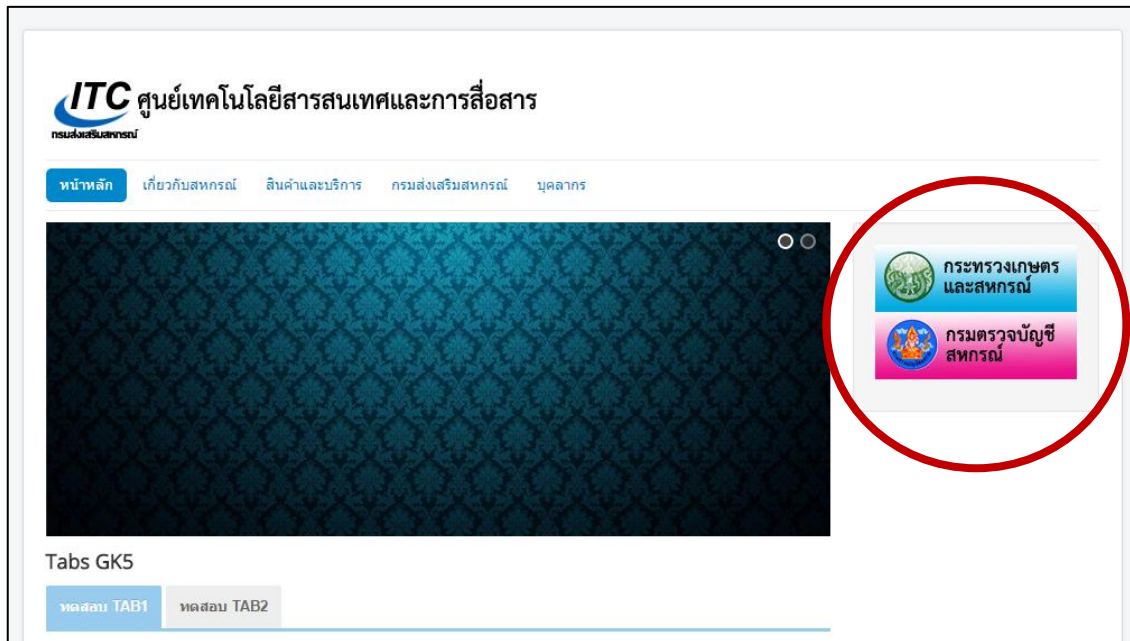 ITC ศูนย์เทคโนโลยีสารสนเทศและการสื่อสาร
กรมส่งเสริมสหกรณ์
หน้าหลัก เกี่ยวกับสหกรณ์ สินค้าและบริการ กรมส่งเสริมสหกรณ์ บุคลากร
กระทรวงเกษตร
และสหกรณ์
กรมตรวจบัญชี
สหกรณ์
Tabs GK5
ทดสอบ TAB1 ทดสอบ TAB2